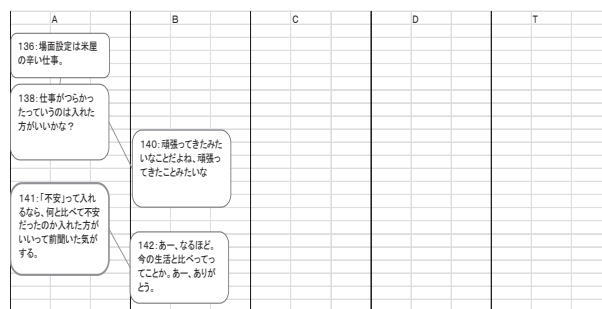 A B C D T
136:場面設定は米屋
の辛い仕事。
138:仕事がつらかっ
たっていうのは入れた
方がいいかな？
140:頑張ってきたみた
いなことだよね、頑張っ
てきたことみたいな
141:「不安」って入れ
るなら、何と比べて不安
だったのか入れた方が
いいって前聞いた気が
する。
142:あー、なるほど。
今の生活と比べてっ
てことか。あー、ありが
とう。